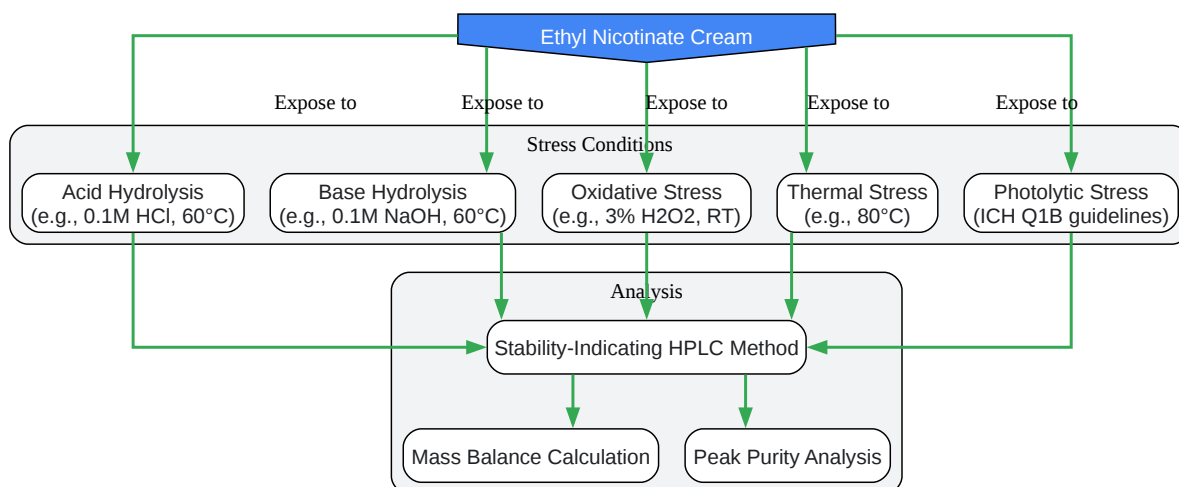 Ethyl Nicotinate Cream
Expose to
Expose to
Expose to
Expose to
Expose to
Stress Conditions
Acid Hydrolysis
(e.g., 0.1M HCl, 60°C)
Base Hydrolysis
(e.g., 0.1M NaOH, 60°C)
Oxidative Stress
(e.g., 3% H2O2, RT)
Thermal Stress
(e.g., 80°C)
Photolytic Stress
(ICH Q1B guidelines)
Analysis
Stability-Indicating HPLC Method
Mass Balance Calculation
Peak Purity Analysis